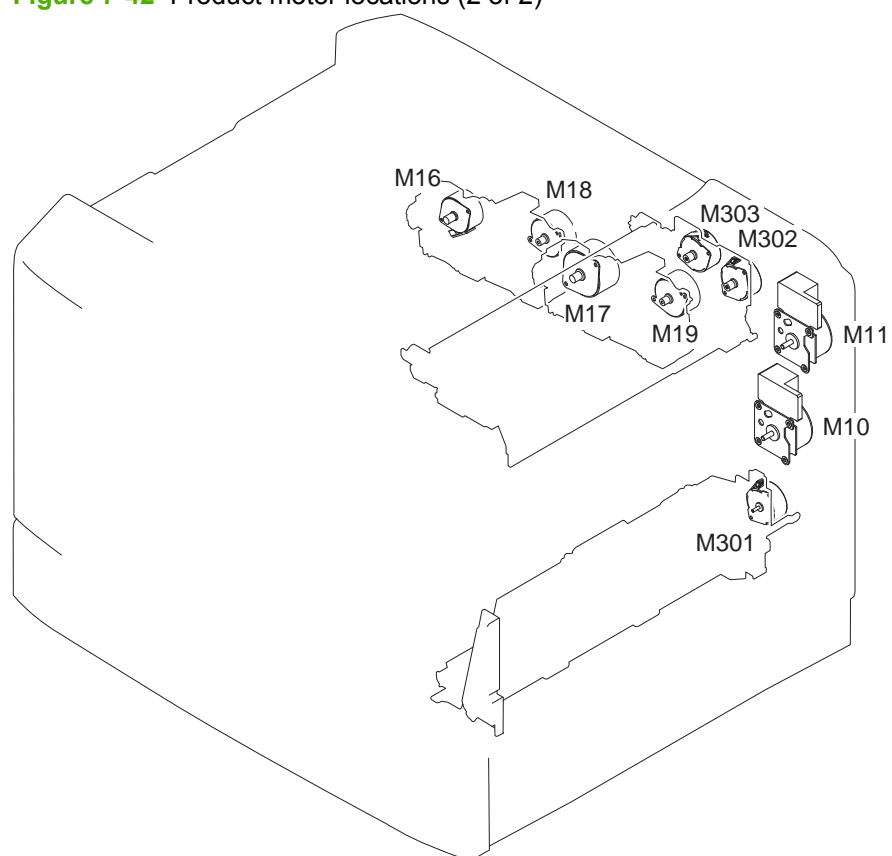 Figure 7-42 Product motor locations (2 of 2)
M16
M18
M303
M302
M17
M19
M11
M10
M301